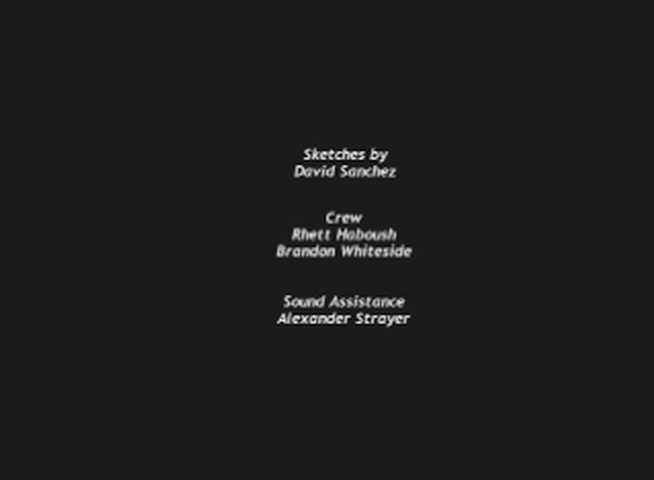 Sketches by
David Sanchez
Crew
Rhett Haboush
Brandon Whiteside
Sound Assistance
Alexander Strayer